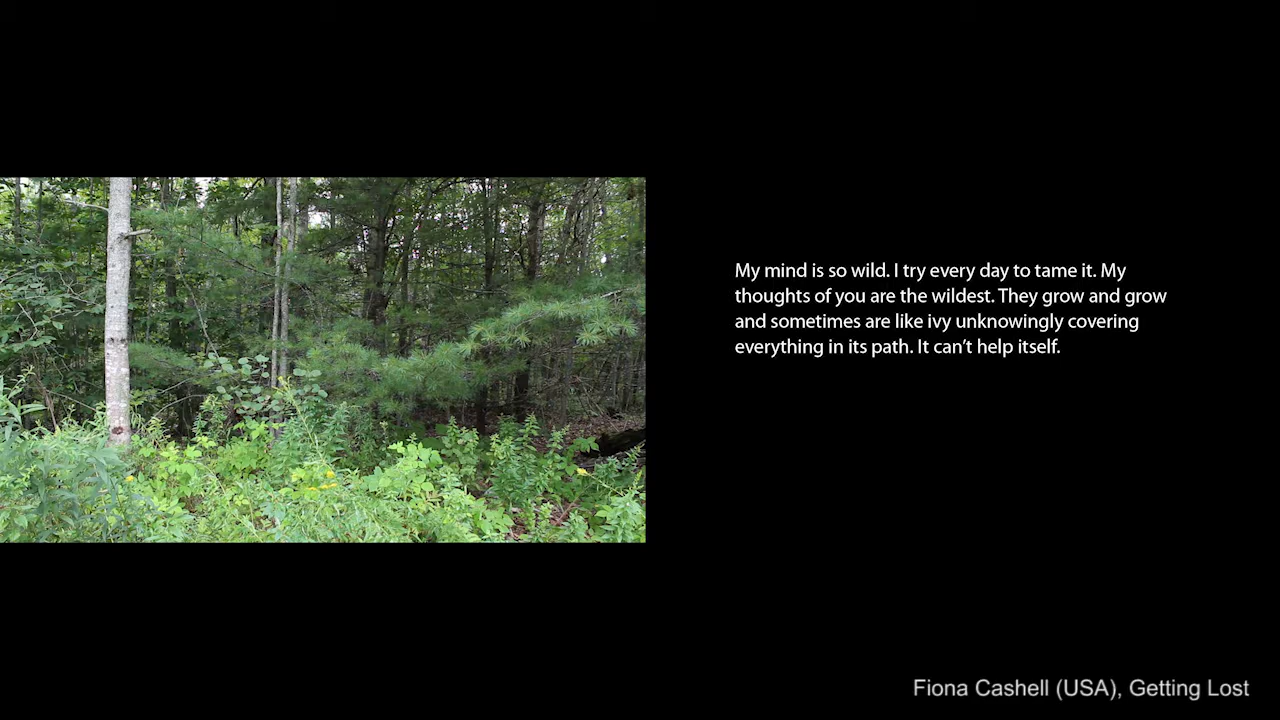 My mind is so wild. I try every day to tame it. My
thoughts of you are the wildest. They grow and grow
and sometimes are like ivy unknowingly covering
everything in its path. It can’t help itself.
Fiona Cashell (USA), Getting Lost